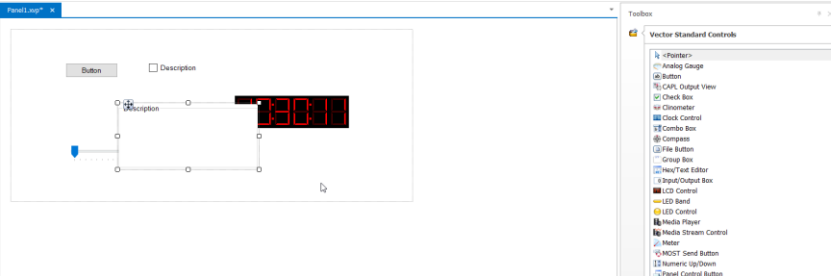 Panel1.xvp* ×
Toolbox
Vector Standard Controls
Button
Description
Description
<Pointer>
Analog Gauge
Button
CAPL Output View
Check Box
Clinometer
Clock Control
Combo Box
Compass
File Button
Group Box
Hex/Text Editor
Input/Output Box
LCD Control
LED Band
LED Control
Media Player
Media Stream Control
Meter
MOST Send Button
Numeric Up/Down
Panel Control Button